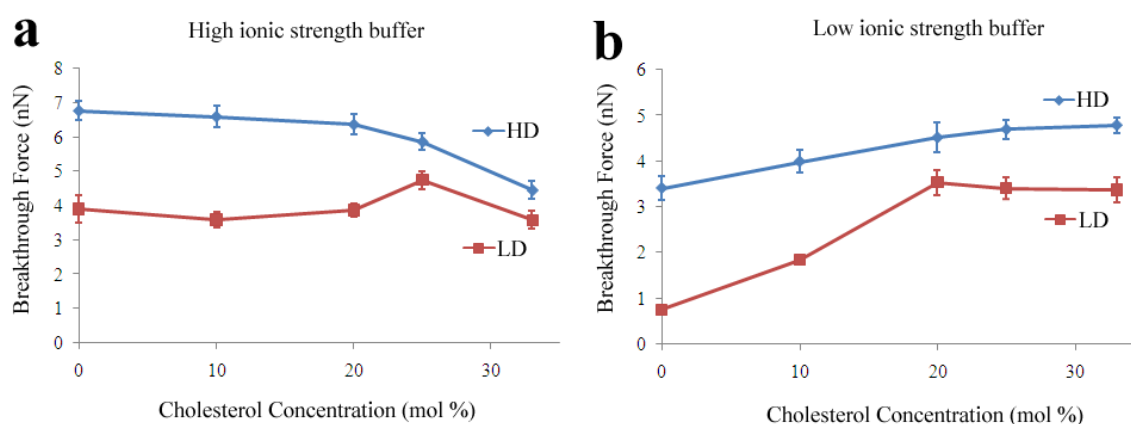 a
High ionic strength buffer
Breakthrough Force (nN)
8
7
6
5
4
3
2
1
0
HD
LD
0 10 20 30
Cholesterol Concentration (mol %)
b
Low ionic strength buffer
Breakthrough Force (nN)
6
5
4
3
2
1
0
HD
LD
0 10 20 30
Cholesterol Concentration (mol %)